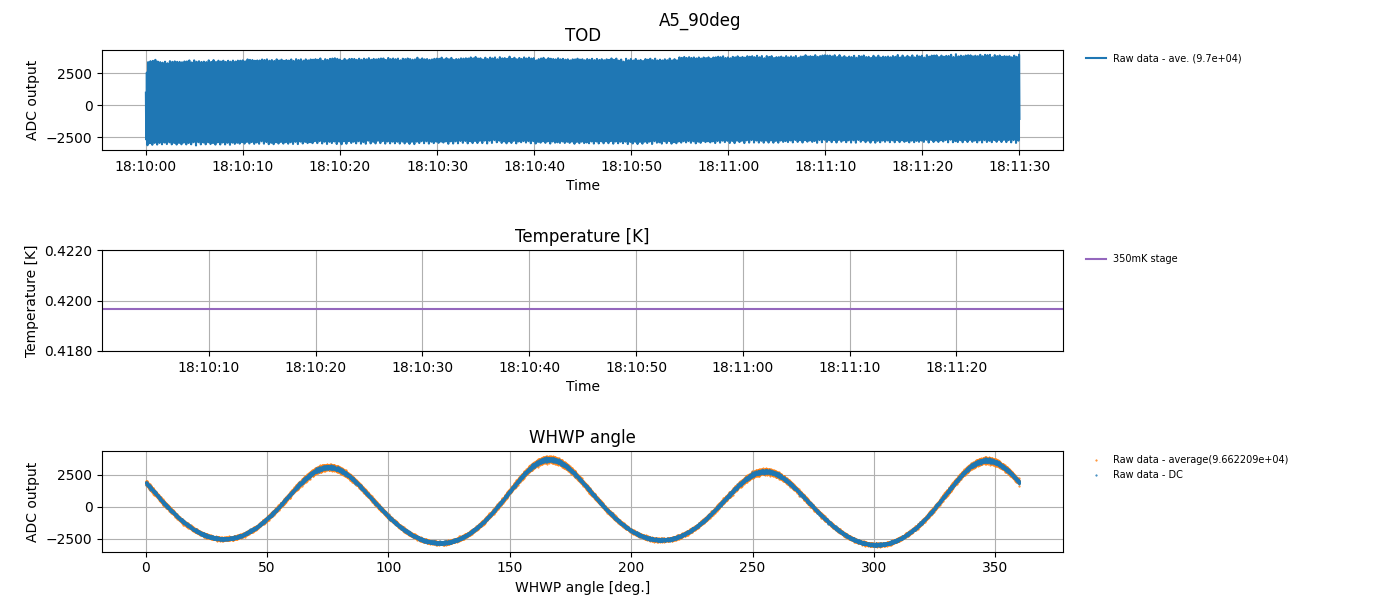 A5_90deg
TOD
ADC output
2500
0
−2500
18:10:00 18:10:10 18:10:20 18:10:30 18:10:40 18:10:50 18:11:00 18:11:10 18:11:20 18:11:30
Time
Raw data - ave. (9.7e+04)
Temperature [K]
Temperature [K]
0.4220
0.4200
0.4180
18:10:10 18:10:20 18:10:30 18:10:40 18:10:50 18:11:00 18:11:10 18:11:20
Time
350mK stage
WHWP angle
ADC output
2500
0
−2500
0 50 100 150 200 250 300 350
WHWP angle [deg.]
Raw data - average(9.662209e+04)
Raw data - DC